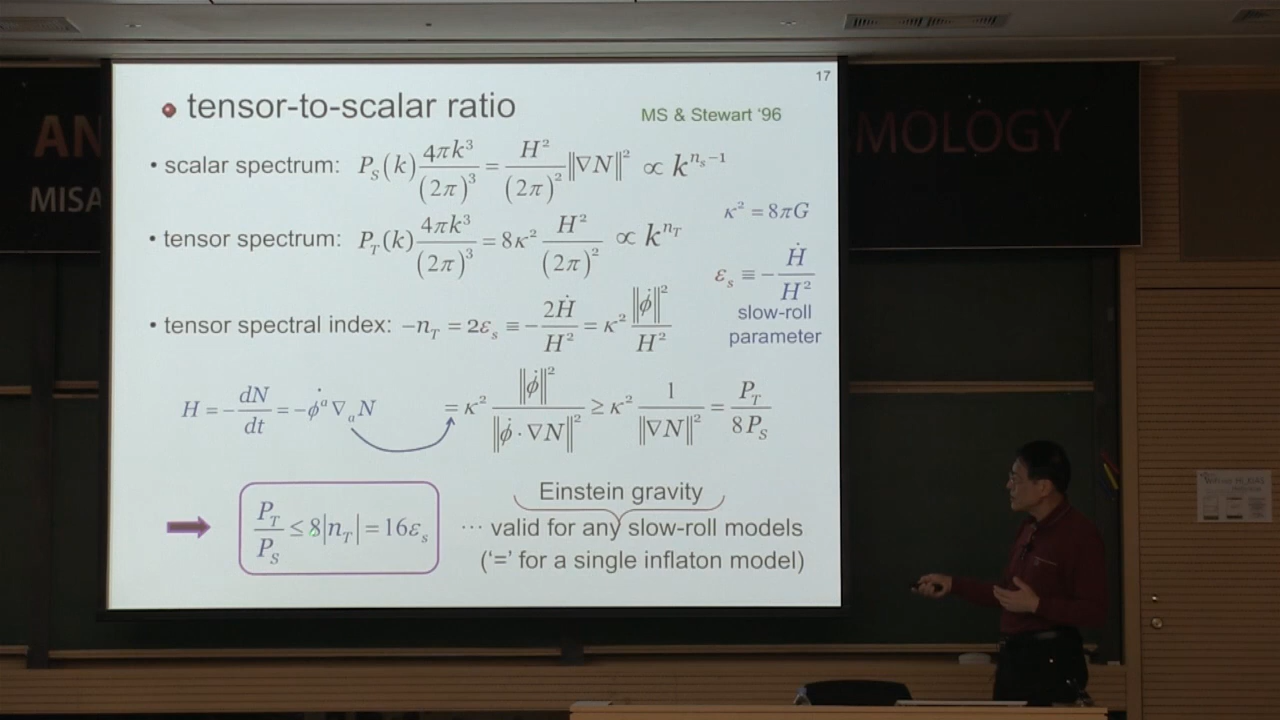 17
tensor-to-scalar ratio
MS & Stewart '96
• scalar spectrum: P_S(k) 4πk³/(2π)³ = H²/(2π)² ‖∇N‖² ∝ k^{n_s−1}
κ² = 8πG
• tensor spectrum: P_T(k) 4πk³/(2π)³ = 8κ² H²/(2π)² ∝ k^{n_T}
ε_s ≡ −Ḣ/H²
slow-roll
parameter
• tensor spectral index: −n_T = 2ε_s ≡ −2Ḣ/H² = κ² ‖φ̇‖²/H²
H = −dN/dt = −φ̇^a ∇_a N
= κ² ‖φ̇‖²/‖φ̇·∇N‖² ≥ κ² 1/‖∇N‖² = P_T/8P_S
P_T/P_S ≤ 8|n_T| = 16ε_s
Einstein gravity
··· valid for any slow-roll models
('=' for a single inflaton model)
AN
MOLOGY
MISA